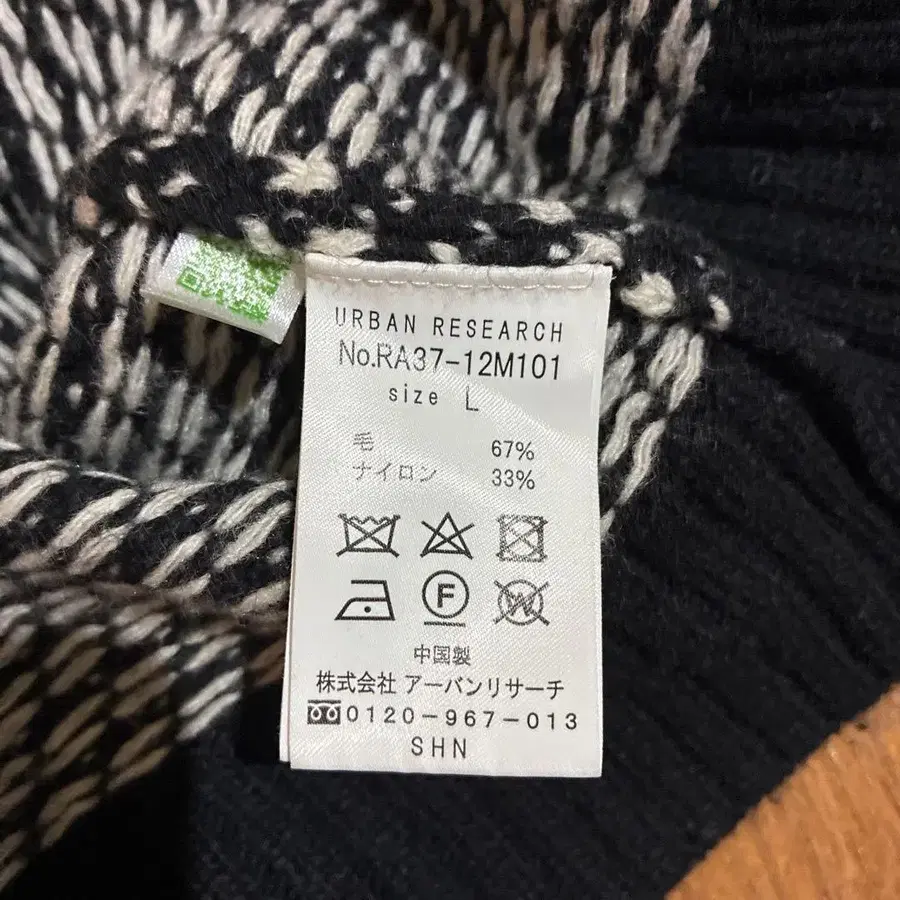 URBAN RESEARCH
No.RA37-12M101
size L
毛 67%
ナイロン 33%
F
W
中国製
株式会社 アーバンリサーチ
0120-967-013
SHN